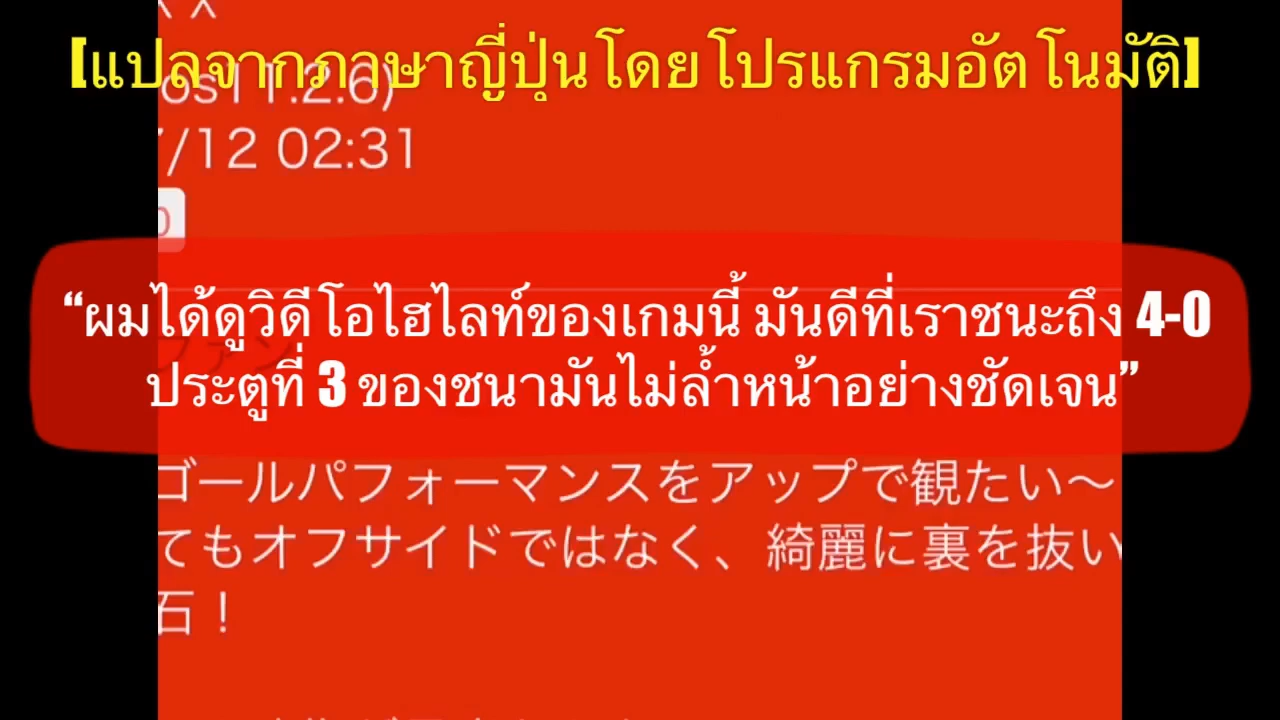 [แปลจากภาษาญี่ปุ่นโดยโปรแกรมอัตโนมัติ]
os11.2.6)
/12 02:31
“ผมได้ดูวิดีโอไฮไลท์ของเกมนี้ มันดีที่เราชนะถึง 4-0
ファン
ประตูที่ 3 ของชนามันไม่ล้ำหน้าอย่างชัดเจน”
ゴールパフォーマンスをアップで観たい～
てもオフサイドではなく、綺麗に裏を抜い
石！